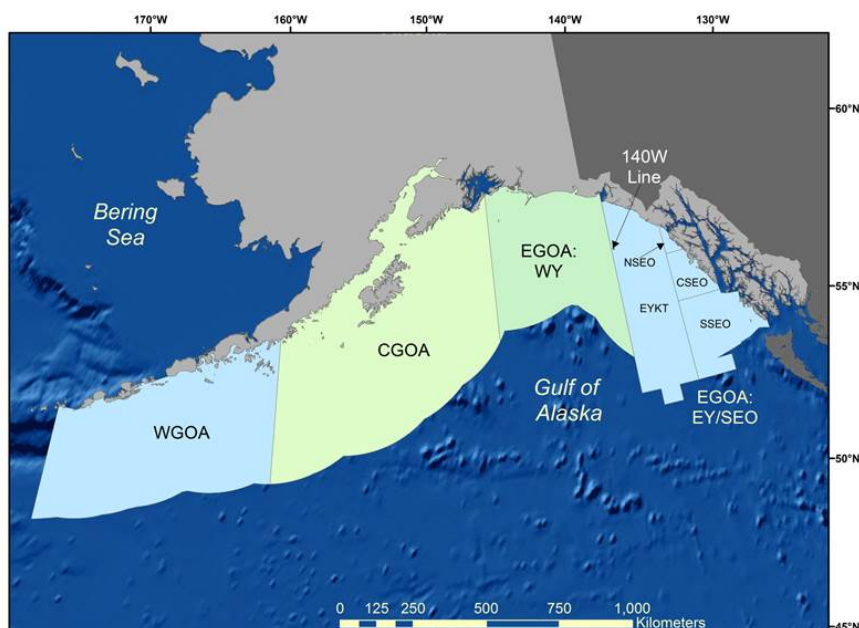 170°W 160°W 150°W 140°W 130°W
60°N
140W
Line
Bering
Sea
EGOA:
WY
NSEO
CSEO
55°N
EYKT
SSEO
CGOA
Gulf of
Alaska
EGOA:
EY/SEO
WGOA
50°N
0 125 250 500 750 1,000
Kilometers
45°N